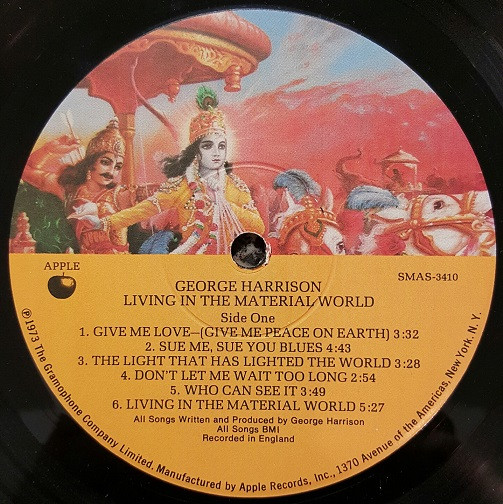 APPLE
SMAS-3410
GEORGE HARRISON
LIVING IN THE MATERIAL WORLD
Side One
1. GIVE ME LOVE—(GIVE ME PEACE ON EARTH) 3:32
2. SUE ME, SUE YOU BLUES 4:43
3. THE LIGHT THAT HAS LIGHTED THE WORLD 3:28
4. DON'T LET ME WAIT TOO LONG 2:54
5. WHO CAN SEE IT 3:49
6. LIVING IN THE MATERIAL WORLD 5:27
All Songs Written and Produced by George Harrison
All Songs BMI
Recorded in England
℗1973 The Gramophone Company Limited. Manufactured by Apple Records, Inc., 1370 Avenue of the Americas, New York, N. Y.